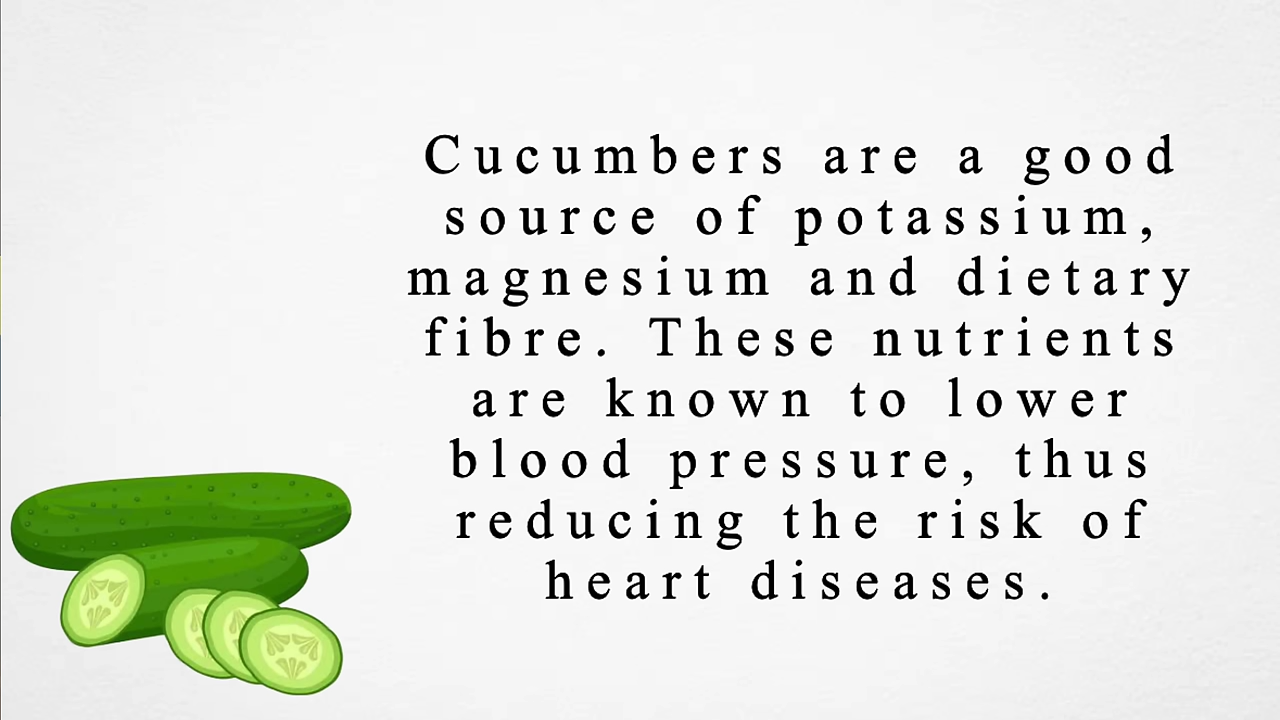 Cucumbers are a good
source of potassium,
magnesium and dietary
fibre. These nutrients
are known to lower
blood pressure, thus
reducing the risk of
heart diseases.